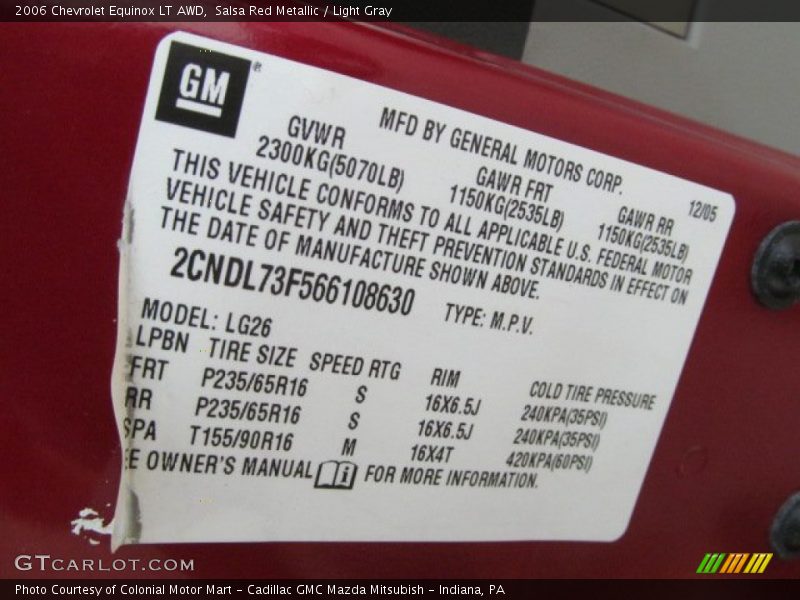 2006 Chevrolet Equinox LT AWD, Salsa Red Metallic / Light Gray
GM®
MFD BY GENERAL MOTORS CORP.
12/05
GVWR GAWR FRT GAWR RR
2300KG(5070LB) 1150KG(2535LB) 1150KG(2535LB)
THIS VEHICLE CONFORMS TO ALL APPLICABLE U.S. FEDERAL MOTOR
VEHICLE SAFETY AND THEFT PREVENTION STANDARDS IN EFFECT ON
THE DATE OF MANUFACTURE SHOWN ABOVE.
2CNDL73F566108630 TYPE: M.P.V.
MODEL: LG26
LPBN TIRE SIZE SPEED RTG RIM COLD TIRE PRESSURE
FRT P235/65R16 S 16X6.5J 240KPA(35PSI)
RR P235/65R16 S 16X6.5J 240KPA(35PSI)
SPA T155/90R16 M 16X4T 420KPA(60PSI)
EE OWNER'S MANUAL i FOR MORE INFORMATION.
GTCARLOT.COM
Photo Courtesy of Colonial Motor Mart - Cadillac GMC Mazda Mitsubish - Indiana, PA